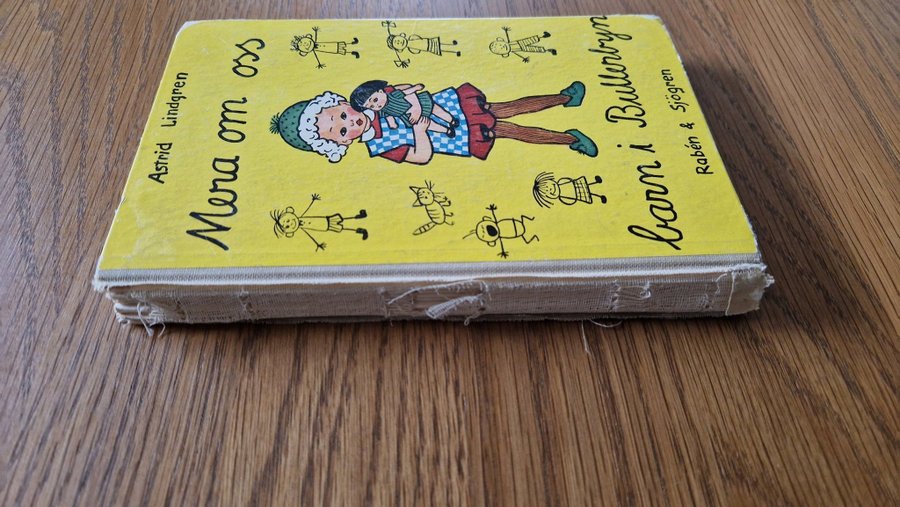 Astrid Lindgren
Mera om oss
barn i Bullerbyn
Rabén & Sjögren